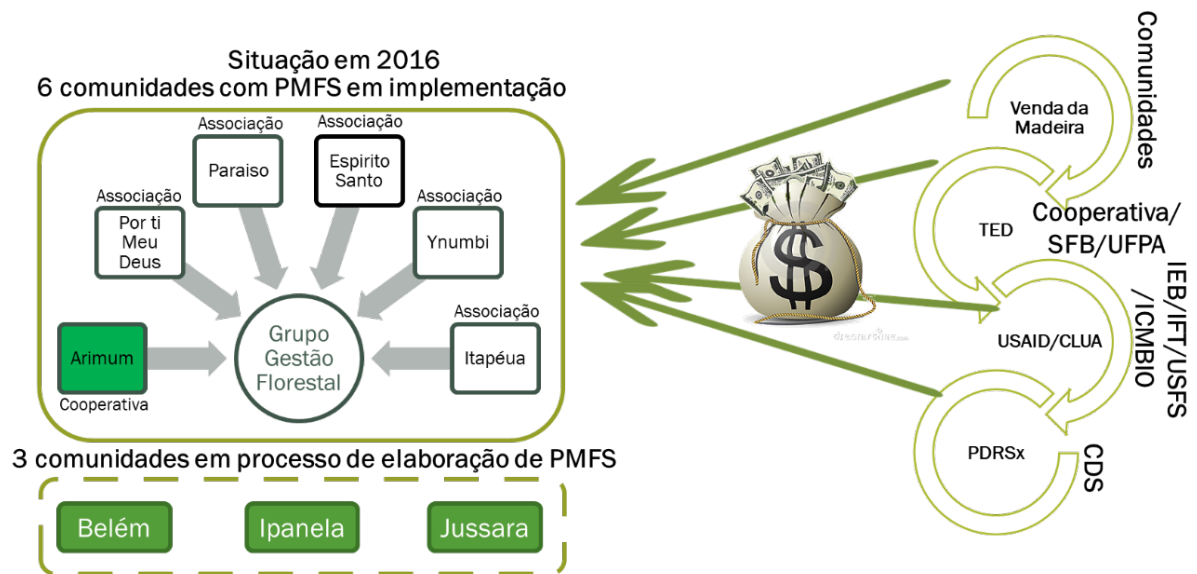 Situação em 2016
6 comunidades com PMFS em implementação
Associação
Paraiso
Associação
Espirito
Santo
Associação
Por ti
Meu
Deus
Associação
Ynumbi
Associação
Itapéua
Arimum
Cooperativa
Grupo
Gestão
Florestal
3 comunidades em processo de elaboração de PMFS
Belém
Ipanela
Jussara
$
Venda da
Madeira
Comunidades
TED
Cooperativa/
SFB/UFPA
USAID/CLUA
IEB/IFT/USFS
/ICMBIO
PDRSx
CDS